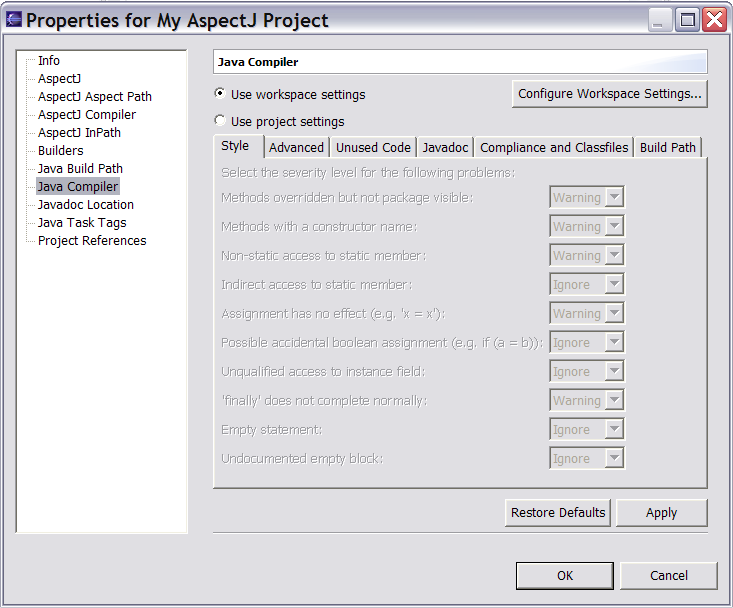 Properties for My AspectJ Project
Info
AspectJ
AspectJ Aspect Path
AspectJ Compiler
AspectJ InPath
Builders
Java Build Path
Java Compiler
Javadoc Location
Java Task Tags
Project References
Java Compiler
Use workspace settings
Configure Workspace Settings...
Use project settings
Style Advanced Unused Code Javadoc Compliance and Classfiles Build Path
Select the severity level for the following problems:
Methods overridden but not package visible: Warning
Methods with a constructor name: Warning
Non-static access to static member: Warning
Indirect access to static member: Ignore
Assignment has no effect (e.g. 'x = x'): Warning
Possible accidental boolean assignment (e.g. if (a = b)): Ignore
Unqualified access to instance field: Ignore
'finally' does not complete normally: Warning
Empty statement: Ignore
Undocumented empty block: Ignore
Restore Defaults Apply
OK Cancel